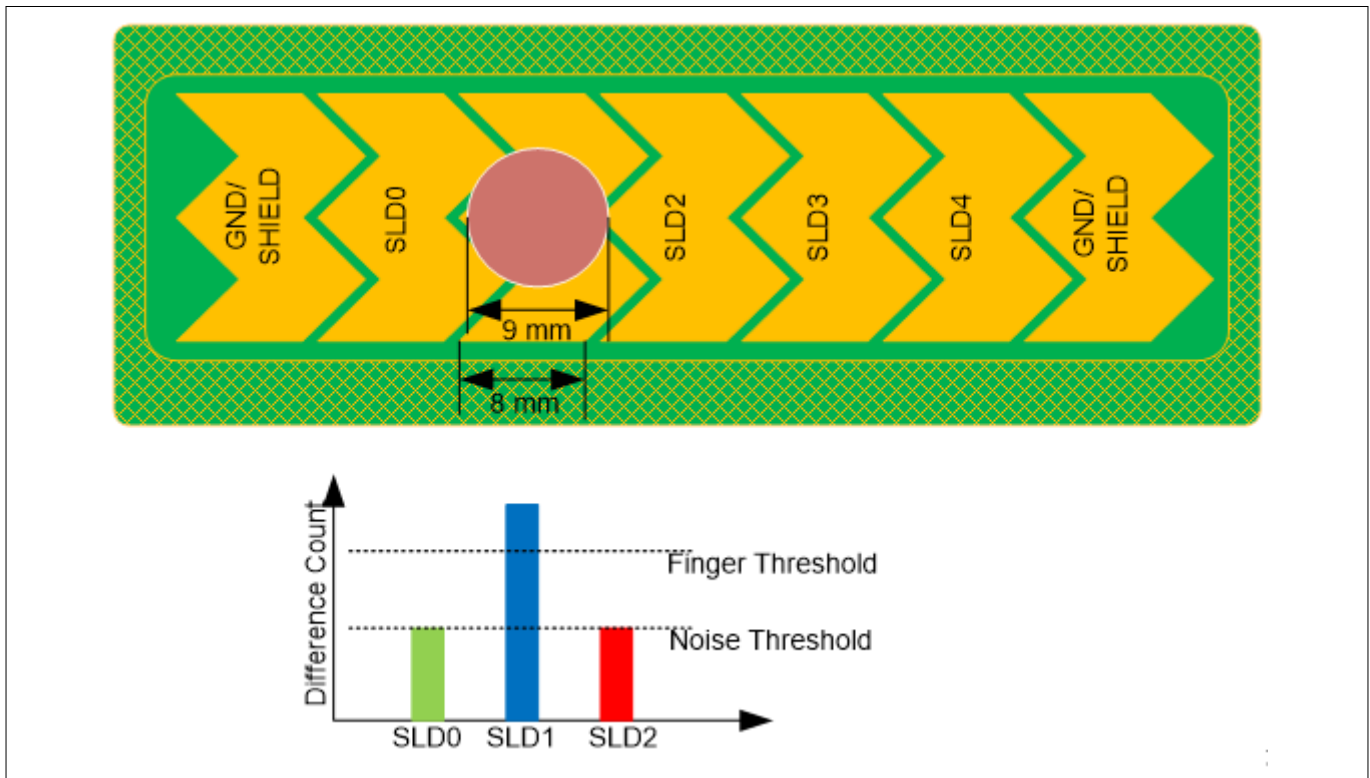 GND/
SHIELD
SLD0
SLD2
SLD3
SLD4
GND/
SHIELD
9 mm
8 mm
Difference Count
Finger Threshold
Noise Threshold
SLD0
SLD1
SLD2